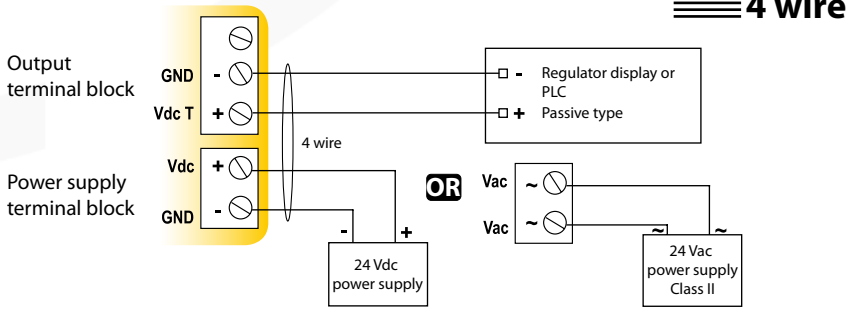 4 wire
Output
terminal block
GND
-
Vdc T
+
- Regulator display or
PLC
+ Passive type
4 wire
Power supply
terminal block
Vdc
+
GND
-
- +
24 Vdc
power supply
OR
Vac
~
Vac
~
~ ~
24 Vac
power supply
Class II